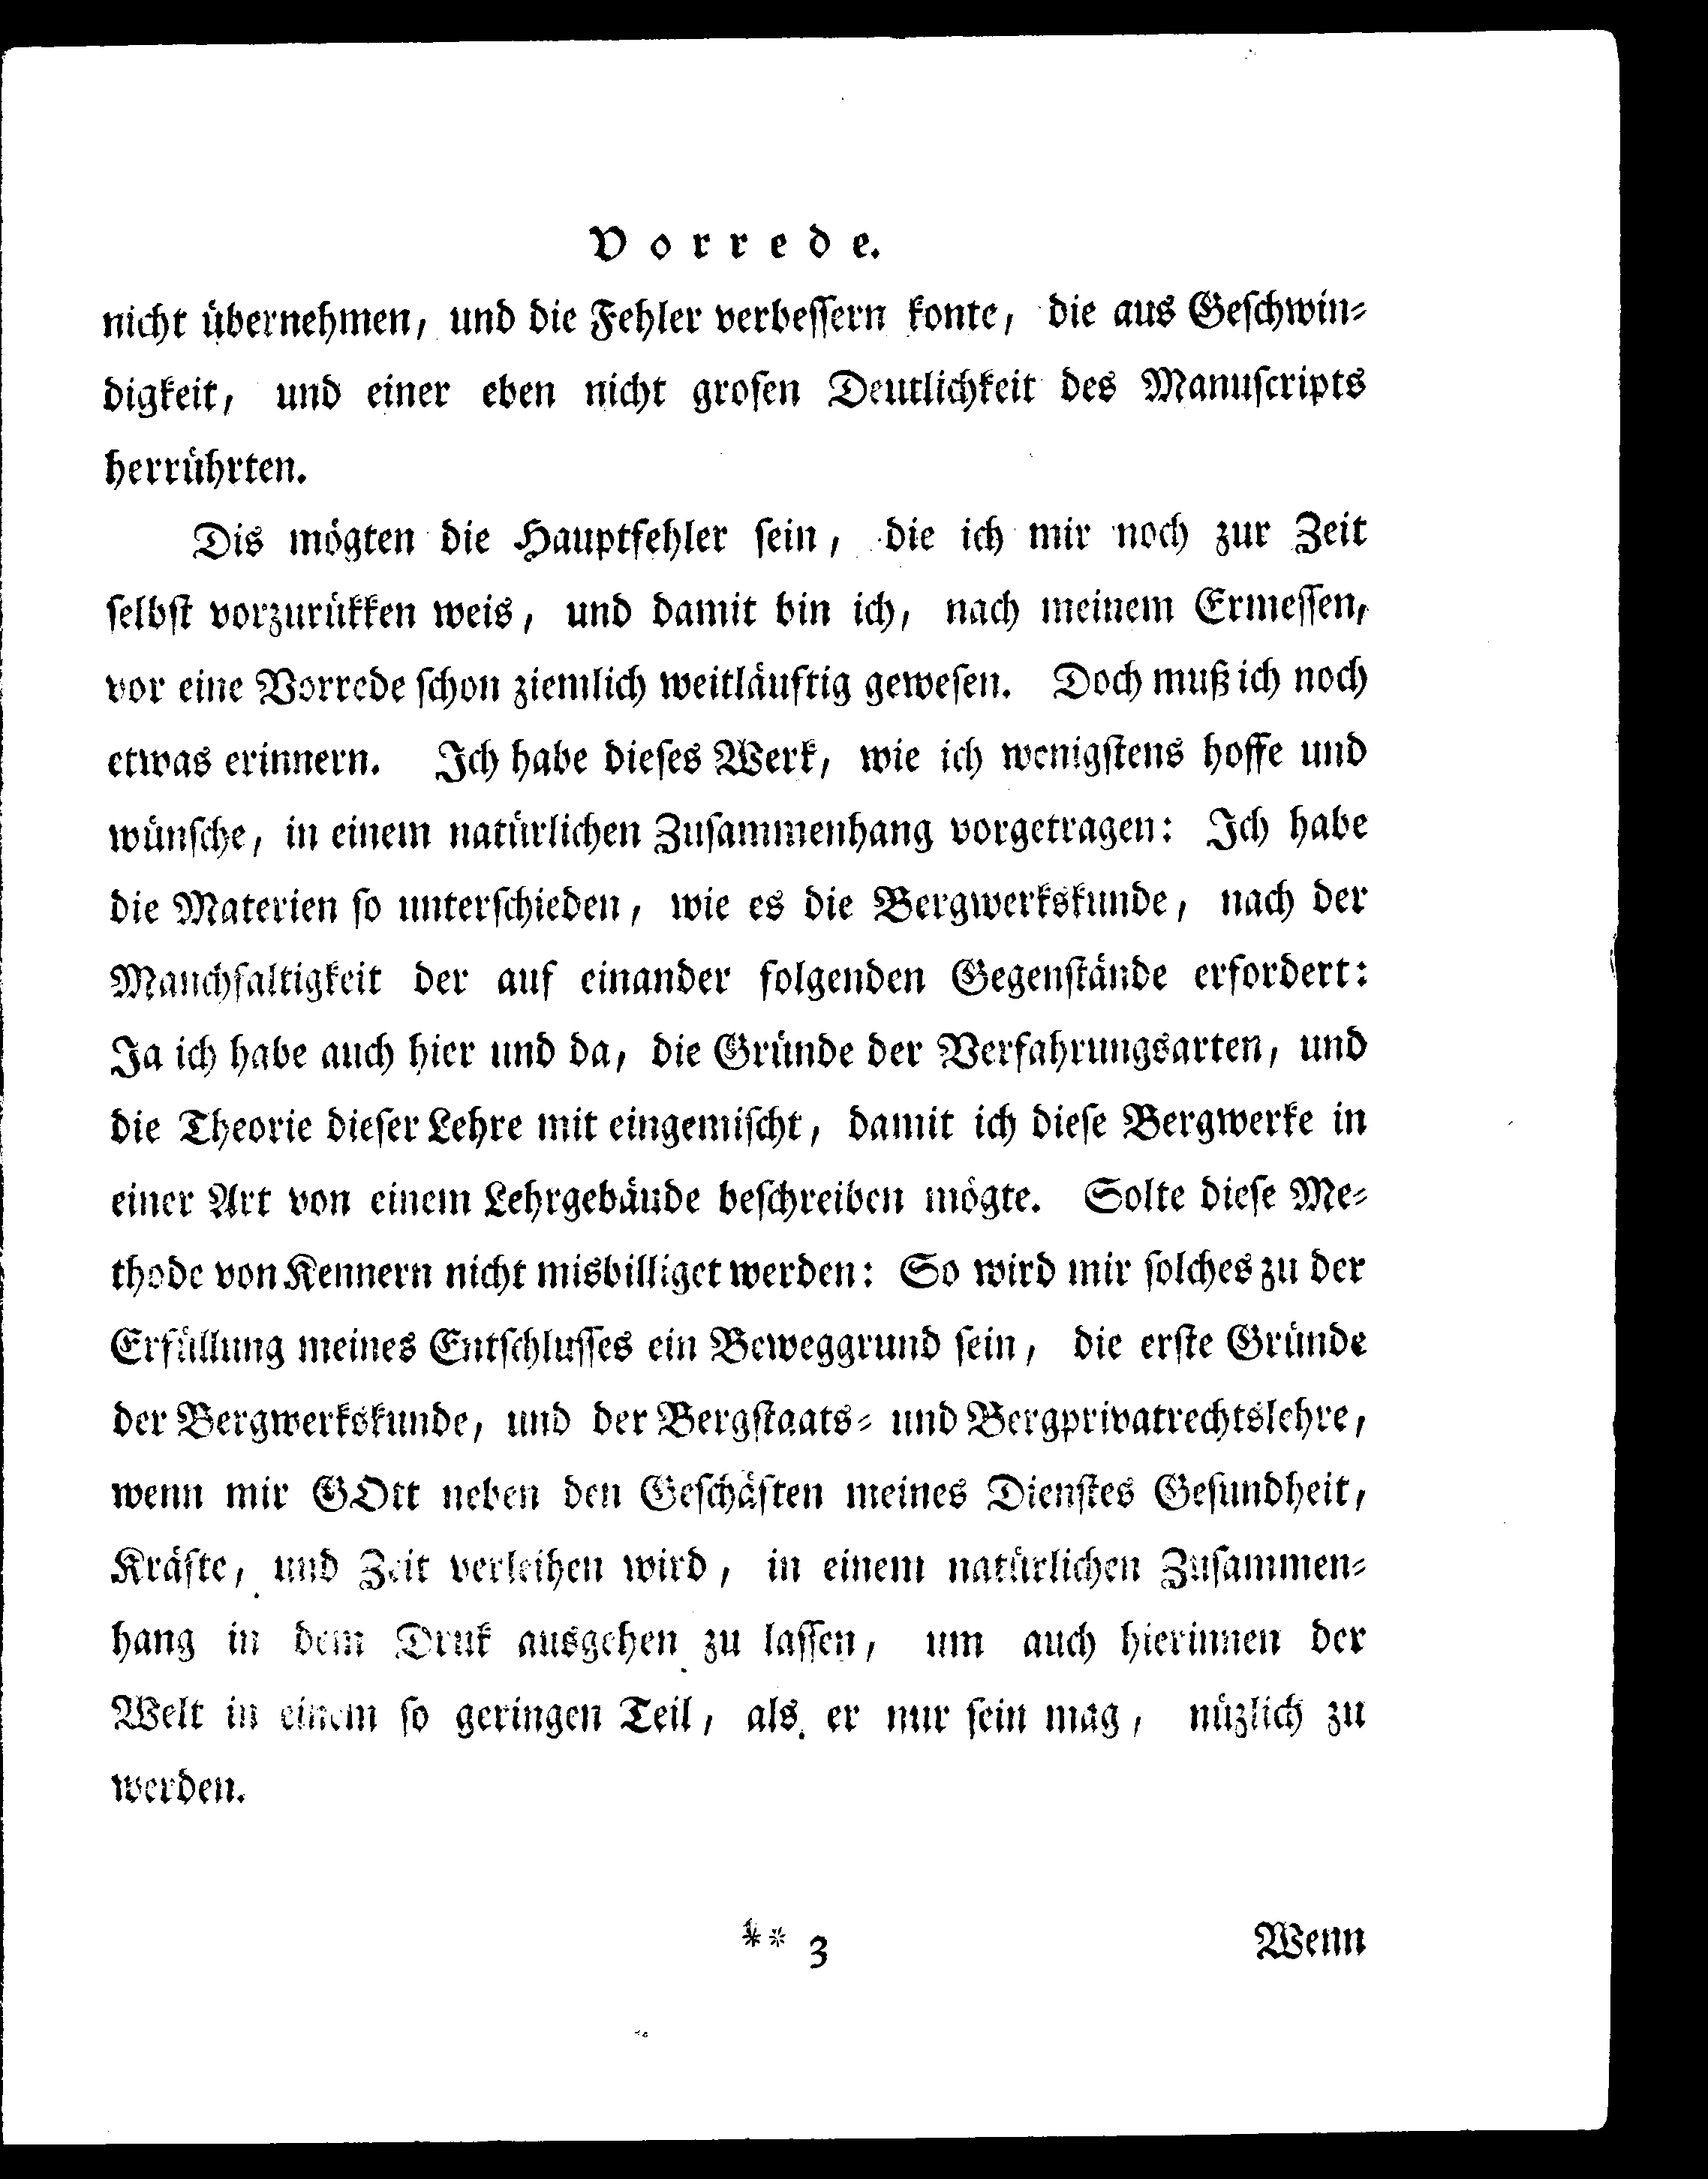 Vorrede.
nicht übernehmen, und die Fehler verbeſſern konte, die aus Geſchwin⸗
digkeit, und einer eben nicht groſen Deutlichkeit des Manuſcripts
herrührten.
Dis mögten die Hauptfehler ſein, die ich mir noch zur Zeit
ſelbſt vorzurükken weis, und damit bin ich, nach meinem Ermeſſen,
vor eine Vorrede ſchon ziemlich weitläuftig geweſen. Doch muß ich noch
etwas erinnern. Ich habe dieſes Werk, wie ich wenigſtens hoffe und
wünſche, in einem natürlichen Zuſammenhang vorgetragen: Ich habe
die Materien ſo unterſchieden, wie es die Bergwerkskunde, nach der
Manchfaltigkeit der auf einander folgenden Gegenſtände erfordert:
Ja ich habe auch hier und da, die Gründe der Verfahrungsarten, und
die Theorie dieſer Lehre mit eingemiſcht, damit ich dieſe Bergwerke in
einer Art von einem Lehrgebäude beſchreiben mögte. Solte dieſe Me⸗
thode von Kennern nicht misbilliget werden: So wird mir ſolches zu der
Erfüllung meines Entſchluſſes ein Beweggrund ſein, die erſte Gründe
der Bergwerkskunde, und der Bergſtaats⸗ und Bergprivatrechtslehre,
wenn mir GOtt neben den Geſchäften meines Dienſtes Geſundheit,
Kräfte, und Zeit verleihen wird, in einem natürlichen Zuſammen⸗
hang in dem Druk ausgehen zu laſſen, um auch hierinnen der
Welt in einem ſo geringen Teil, als er nur ſein mag, nüzlich zu
werden.
** 3 Wenn